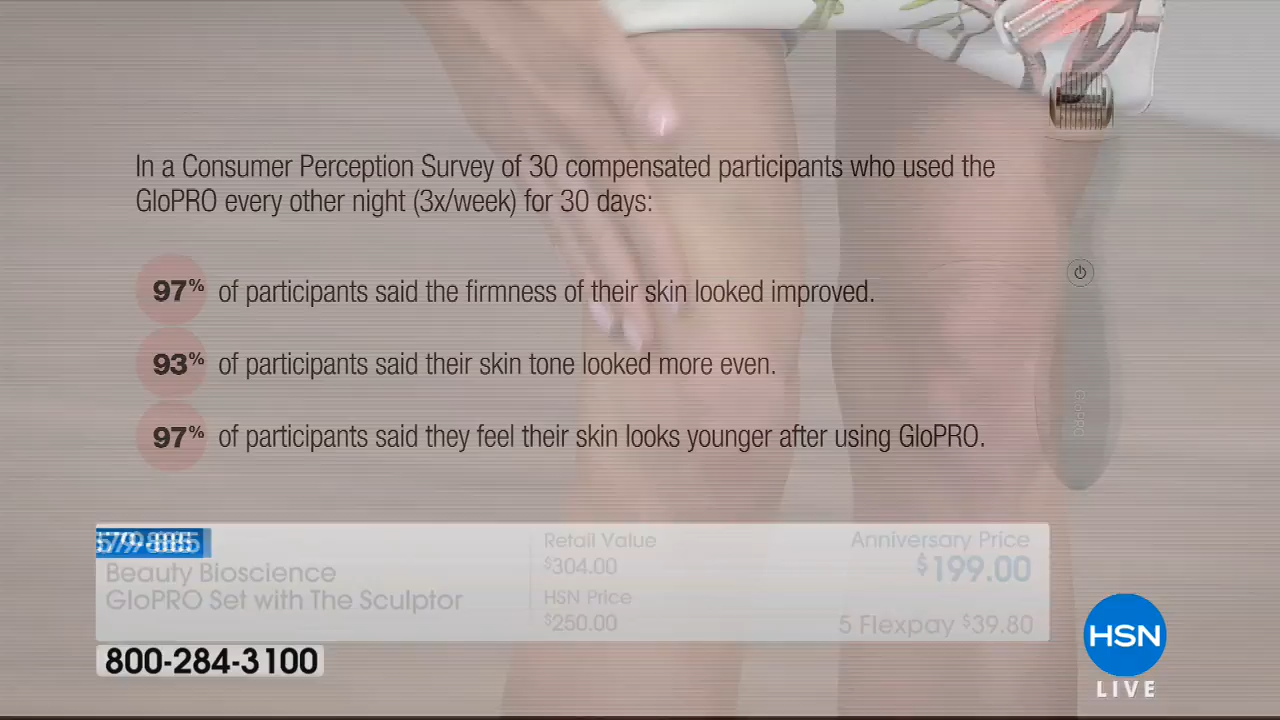 In a Consumer Perception Survey of 30 compensated participants who used the
GloPRO every other night (3x/week) for 30 days:
97% of participants said the firmness of their skin looked improved.
93% of participants said their skin tone looked more even.
97% of participants said they feel their skin looks younger after using GloPRO.
GloPRO
Beauty Bioscience
GloPRO Set with The Sculptor
Retail Value
$304.00
HSN Price
$250.00
Anniversary Price
$199.00
5 Flexpay $39.80
800-284-3100
HSN
LIVE